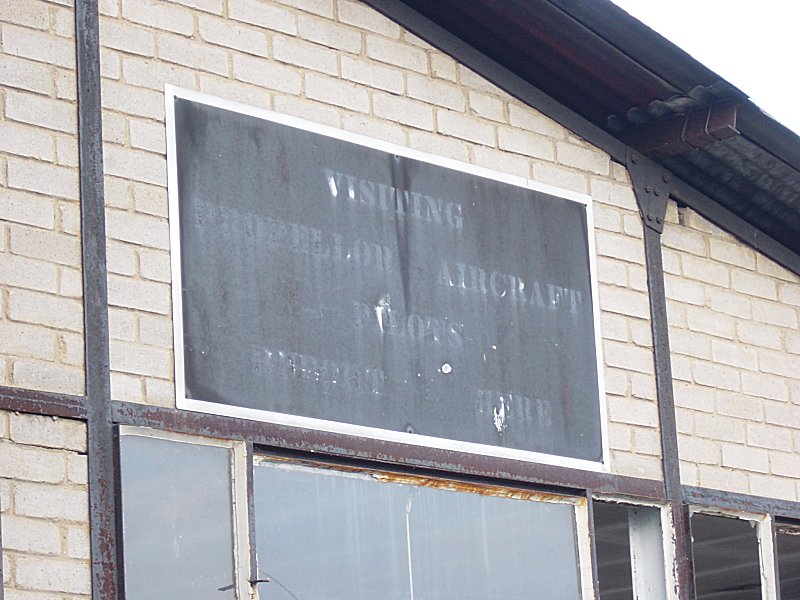 VISITING
PROPELLOR AIRCRAFT
PILOTS
REPORT HERE